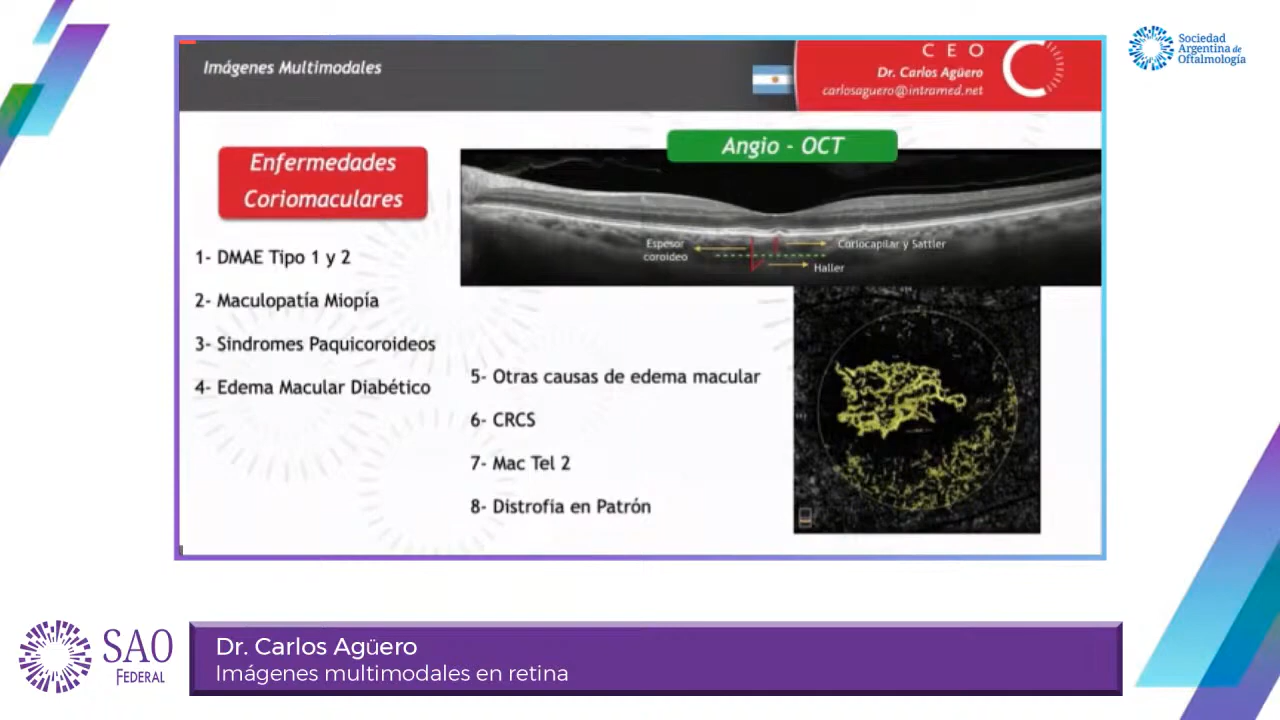 Sociedad
Argentina de
Oftalmología
Imágenes Multimodales
C E O
Dr. Carlos Agüero
carlosaguero@intramed.net
Enfermedades
Coriomaculares
1- DMAE Tipo 1 y 2
2- Maculopatía Miopía
3- Sindromes Paquicoroideos
4- Edema Macular Diabético
Angio - OCT
Espesor
coroideo
Coriocapilar y Sattler
Haller
5- Otras causas de edema macular
6- CRCS
7- Mac Tel 2
8- Distrofia en Patrón
SAO
FEDERAL
Dr. Carlos Agüero
Imágenes multimodales en retina